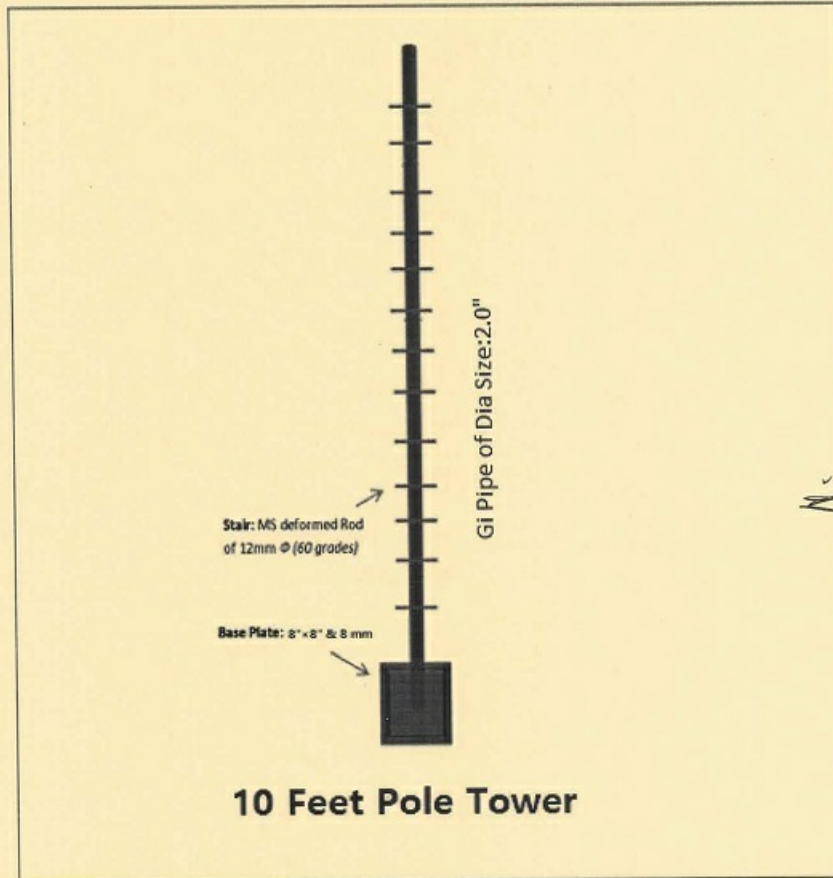 Gi Pipe of Dia Size:2.0"
Stair: MS deformed Rod
of 12mm Φ (60 grades)
Base Plate: 8"×8" & 8 mm
10 Feet Pole Tower